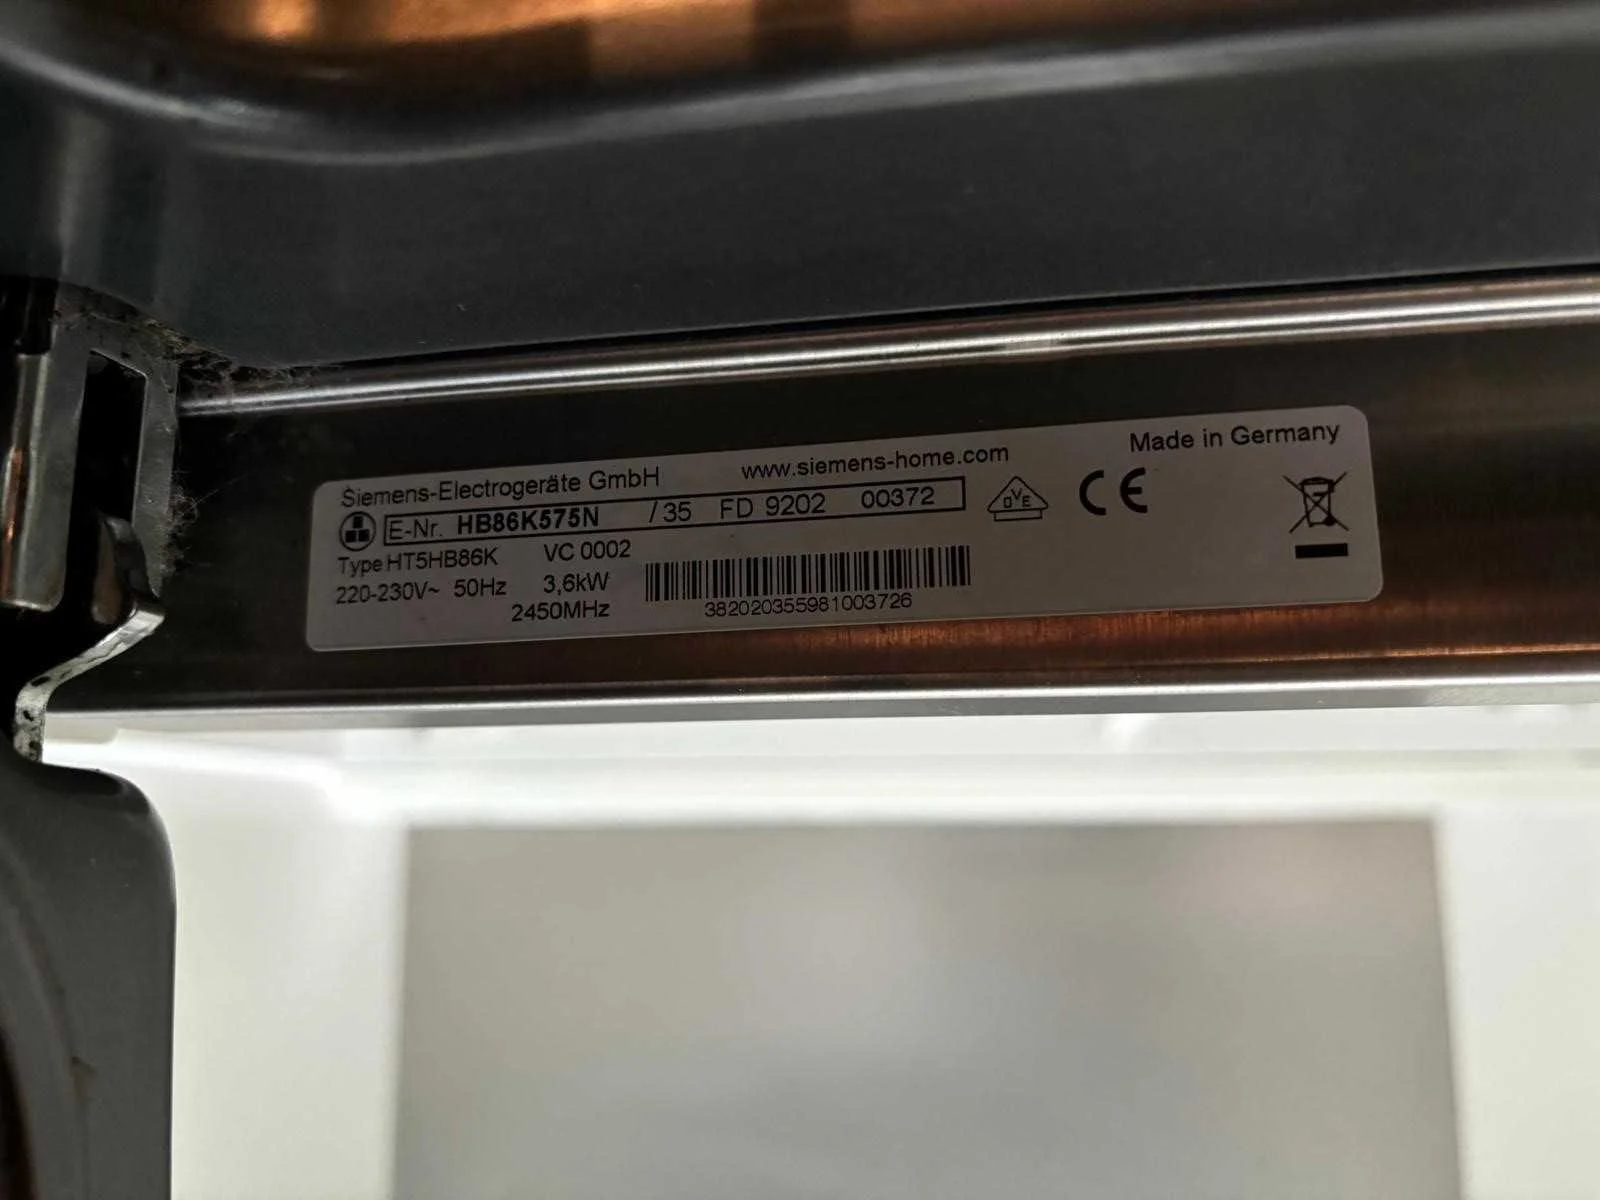 Siemens-Electrogeräte GmbH www.siemens-home.com Made in Germany
E-Nr. HB86K575N /35 FD 9202 00372 DVE CE
Type HT5HB86K VC 0002
220-230V~ 50Hz 3,6kW
2450MHz 382020355981003726